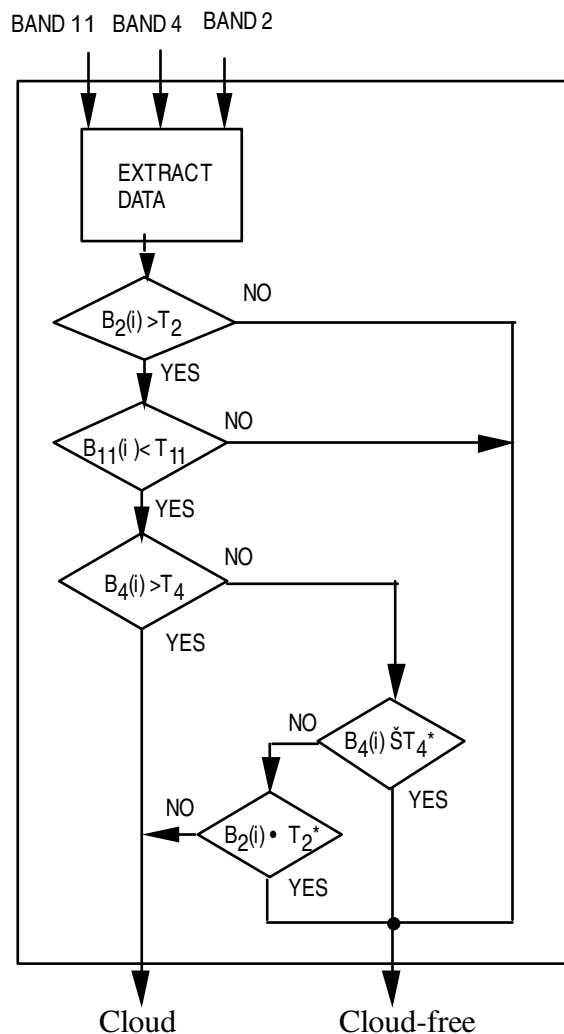 BAND 11 BAND 4 BAND 2
EXTRACT
DATA
NO
B2(i) >T2
YES
NO
B11(i )< T11
YES
NO
B4(i) >T4
YES
NO
B4(i) ŠT4*
YES
NO
B2(i) • T2*
YES
Cloud Cloud-free